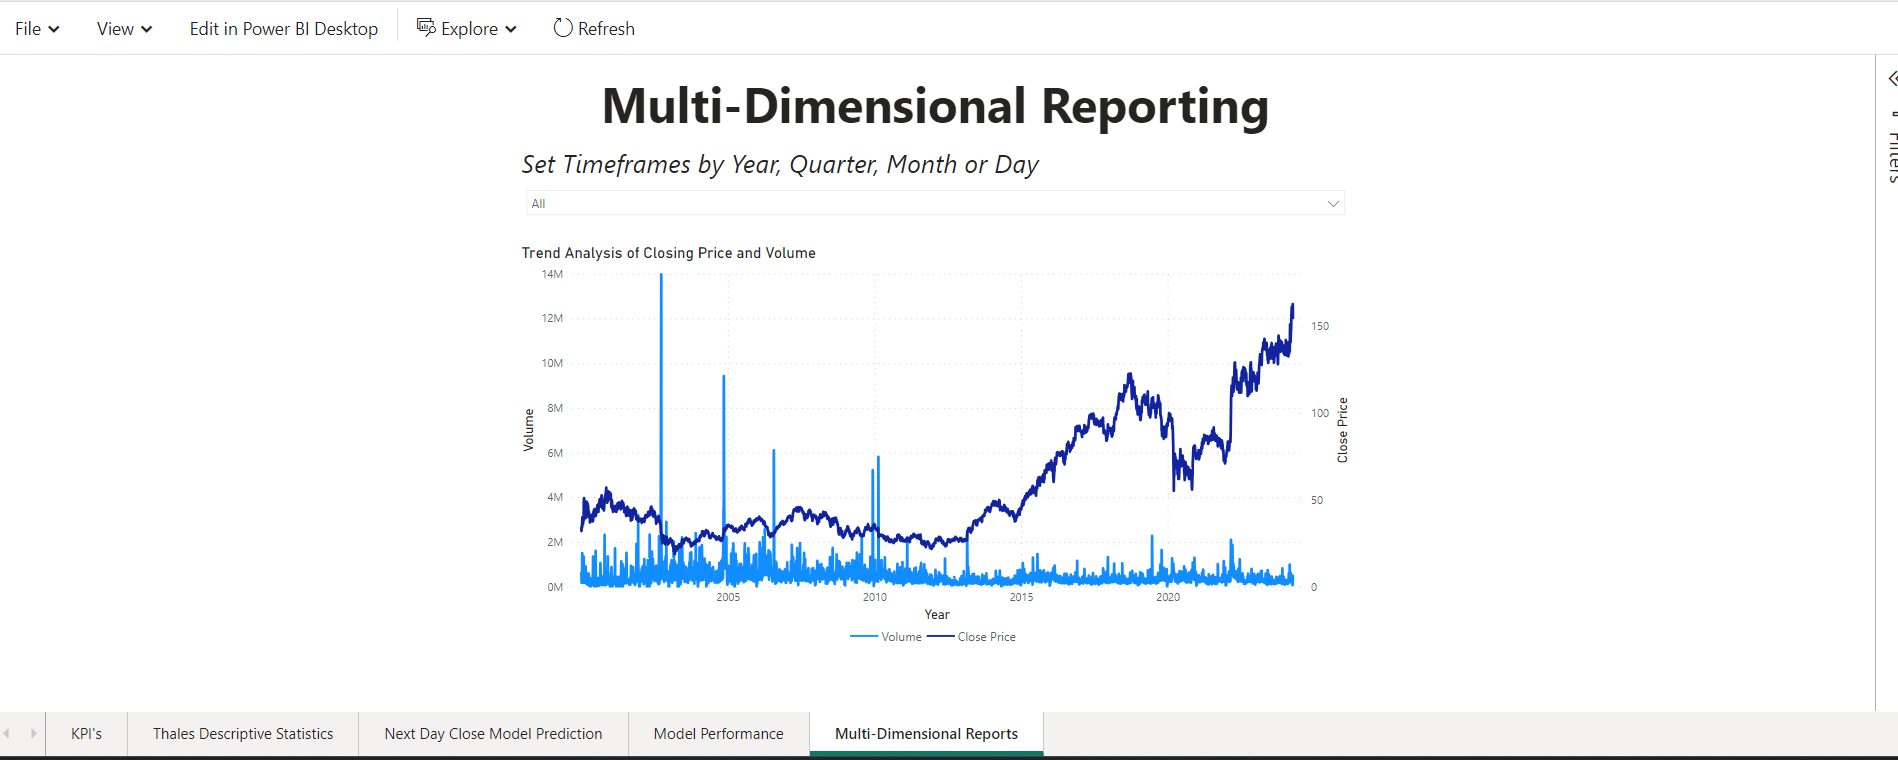 File View Edit in Power BI Desktop Explore Refresh
Multi-Dimensional Reporting
Set Timeframes by Year, Quarter, Month or Day
All
Filters
Trend Analysis of Closing Price and Volume
14M
12M
10M
8M
6M
4M
2M
0M
Volume
150
100
50
0
Close Price
2005 2010 2015 2020
Year
Volume Close Price
KPI's Thales Descriptive Statistics Next Day Close Model Prediction Model Performance Multi-Dimensional Reports